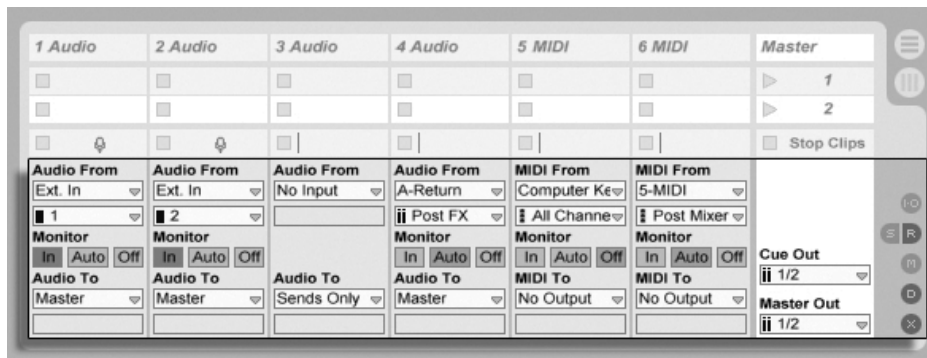 1 Audio 2 Audio 3 Audio 4 Audio 5 MIDI 6 MIDI Master
1
2
Stop Clips
Audio From Audio From Audio From Audio From MIDI From MIDI From
Ext. In Ext. In No Input A-Return Computer Ke 5-MIDI
1 2 Post FX All Channe Post Mixer
Monitor Monitor Monitor Monitor Monitor
In Auto Off In Auto Off In Auto Off In Auto Off In Auto Off
Cue Out
Audio To Audio To Audio To Audio To MIDI To MIDI To
1/2
Master Master Sends Only Master No Output No Output
Master Out
1/2
I-O
S R
M
D
X